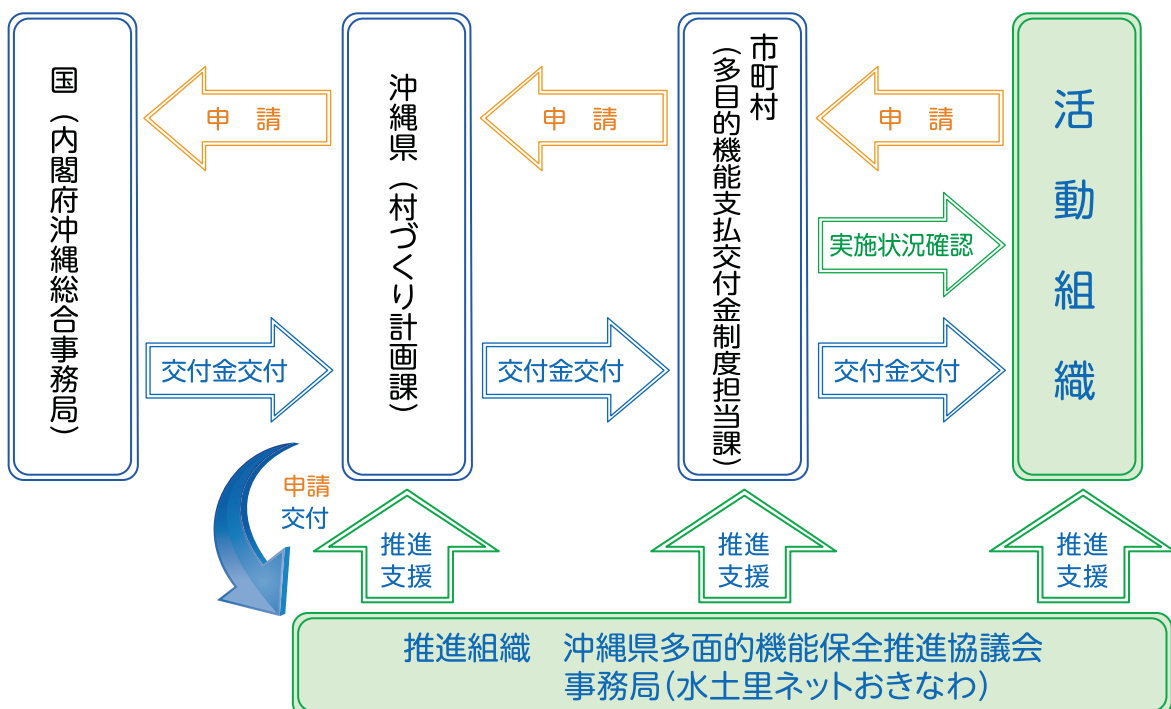 国（内閣府沖縄総合事務局）
申　請
交付金交付
沖縄県（村づくり計画課）
申　請
交付金交付
市町村
（多目的機能支払交付金制度担当課）
申　請
実施状況確認
交付金交付
活動組織
申請
交付
推進
支援
推進
支援
推進
支援
推進組織　沖縄県多面的機能保全推進協議会
事務局（水土里ネットおきなわ）